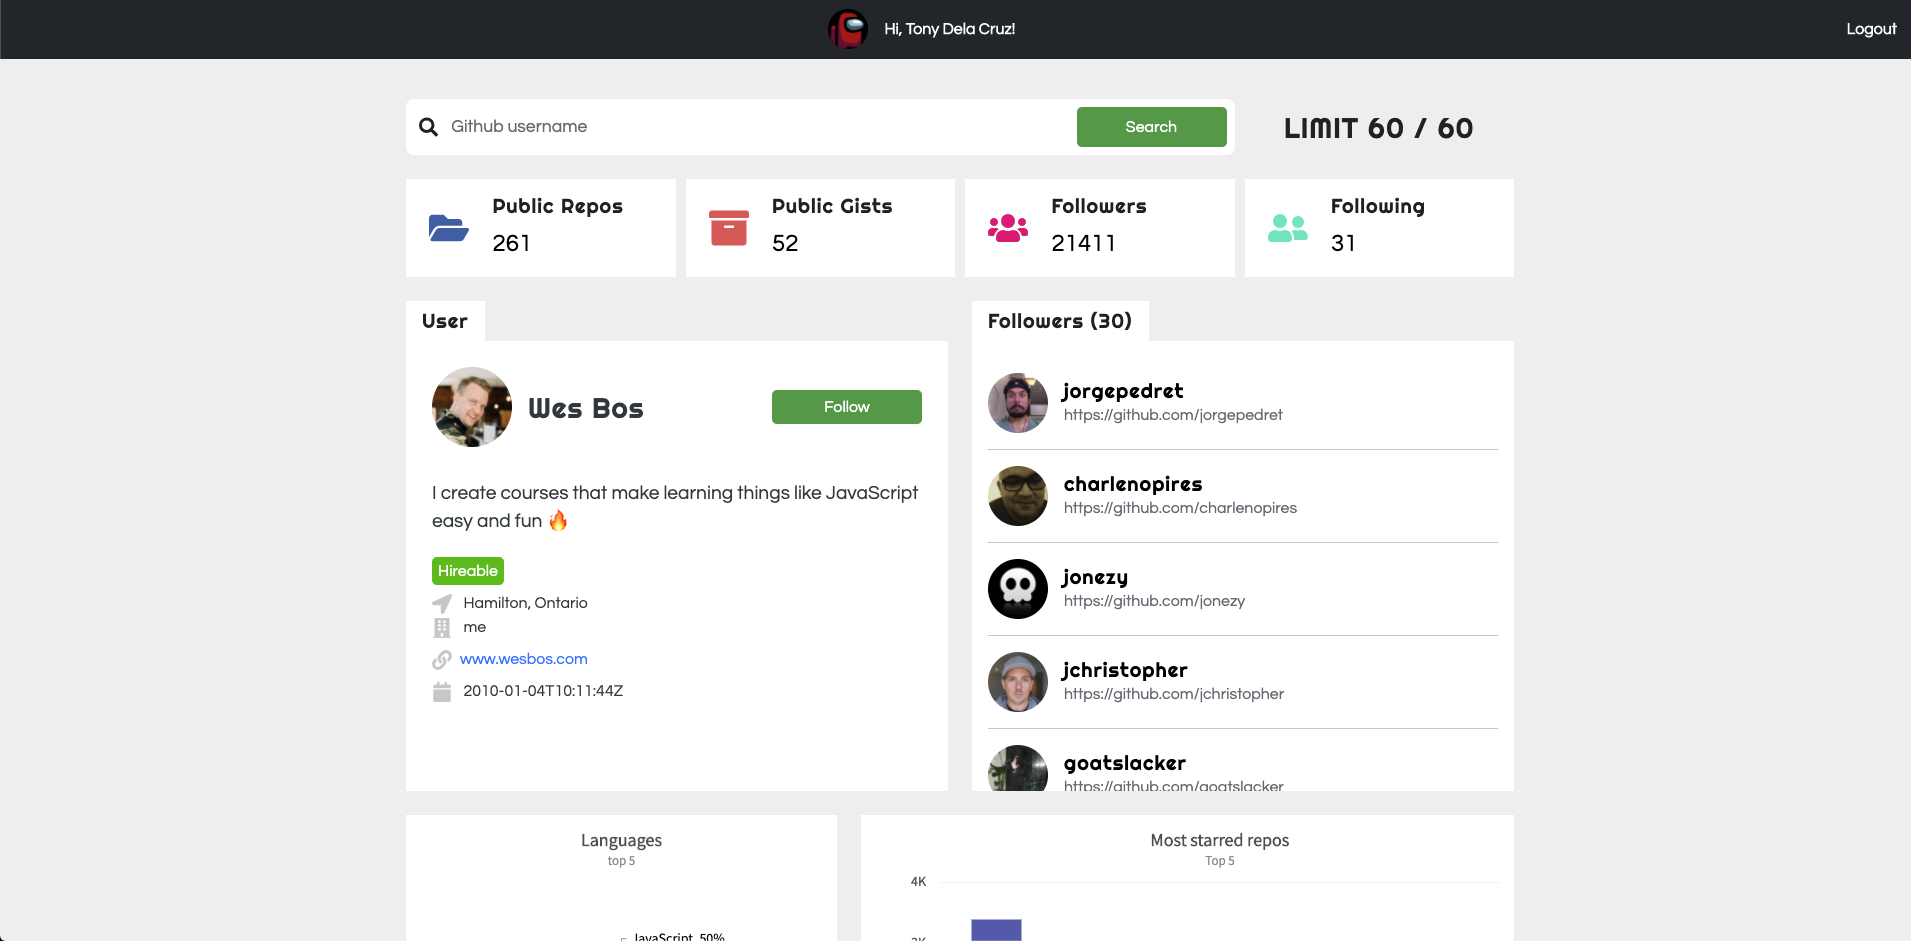 Hi, Tony Dela Cruz!
Logout
Github username
Search
LIMIT 60 / 60
Public Repos
261
Public Gists
52
Followers
21411
Following
31
User
Wes Bos
Follow
I create courses that make learning things like JavaScript
easy and fun 🔥
Hireable
Hamilton, Ontario
me
www.wesbos.com
2010-01-04T10:11:44Z
Followers (30)
jorgepedret
https://github.com/jorgepedret
charlenopires
https://github.com/charlenopires
jonezy
https://github.com/jonezy
jchristopher
https://github.com/jchristopher
goatslacker
https://github.com/goatslacker
Languages
top 5
JavaScript, 50%
Most starred repos
Top 5
4K